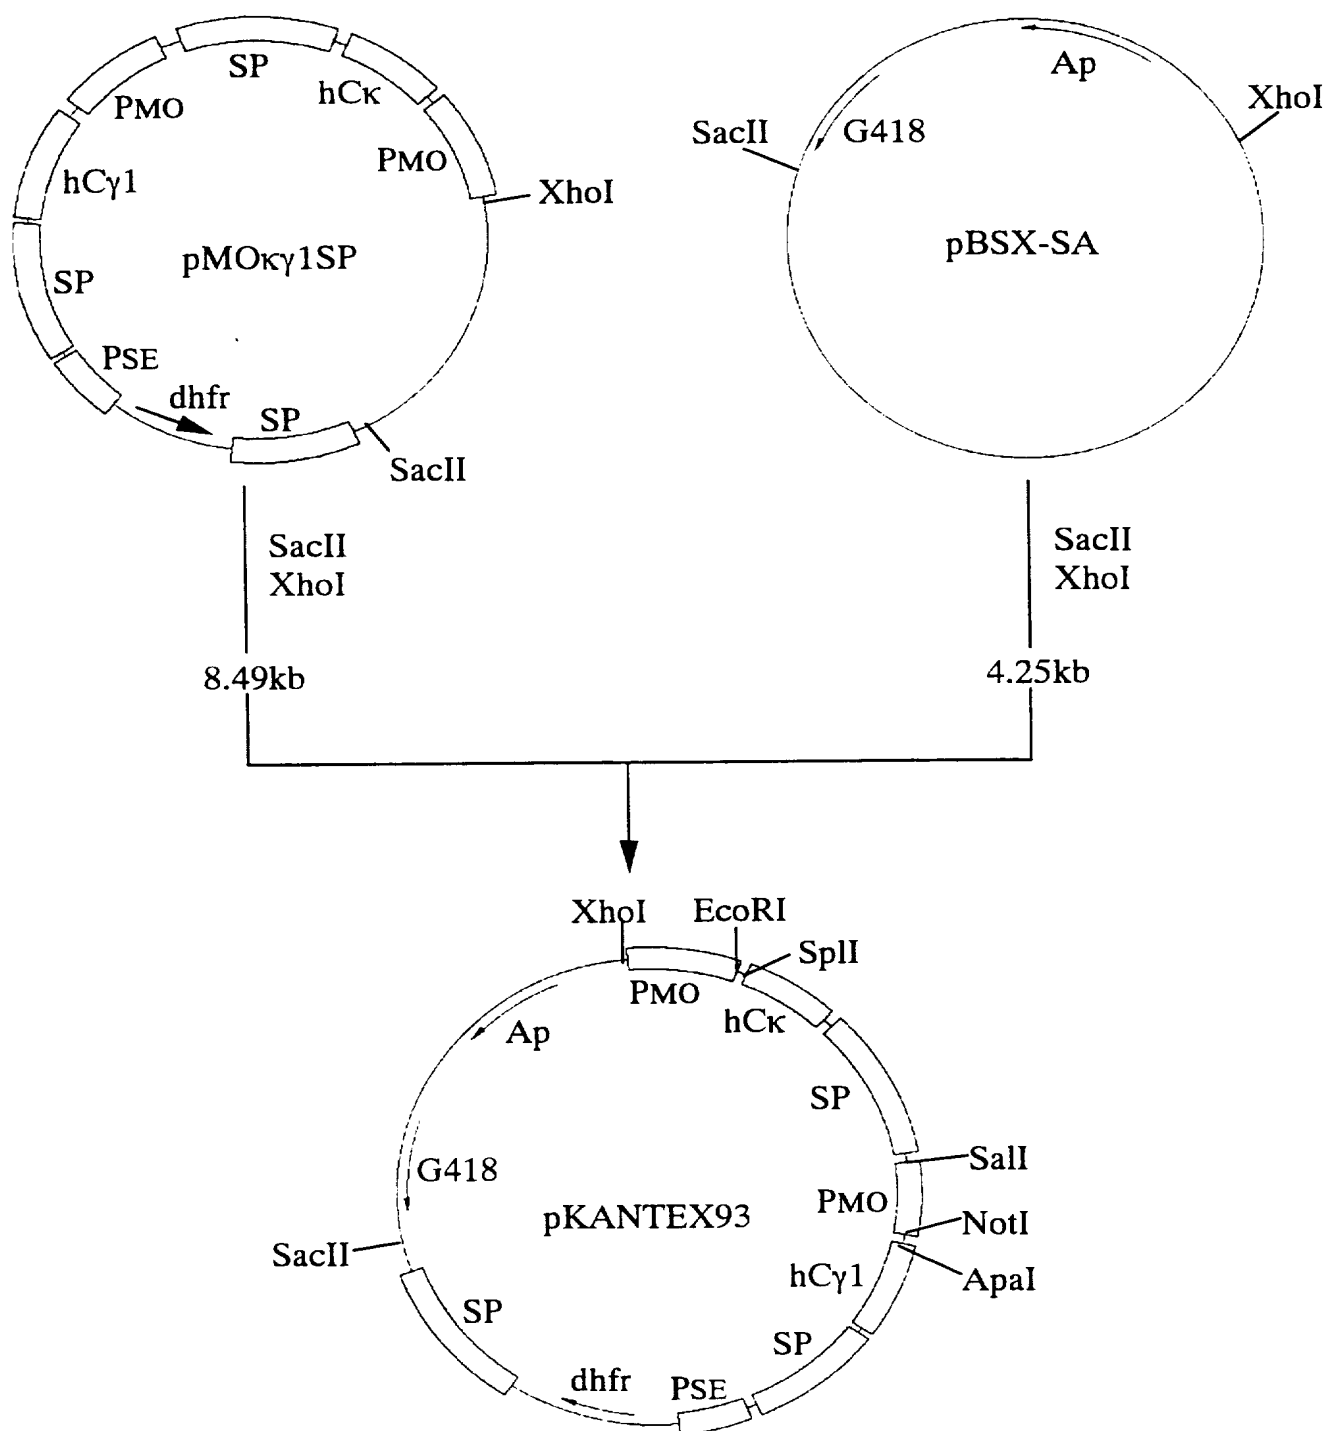 SP
hCκ
PMO
PMO
XhoI
hCγ1
pMOκγ1SP
SP
PSE
dhfr
SP
SacII
Ap
XhoI
G418
SacII
pBSX-SA
SacII
XhoI
8.49kb
SacII
XhoI
4.25kb
XhoI
EcoRI
SplI
PMO
hCκ
Ap
SP
SalI
G418
PMO
NotI
pKANTEX93
SacII
hCγ1
ApaI
SP
SP
dhfr
PSE